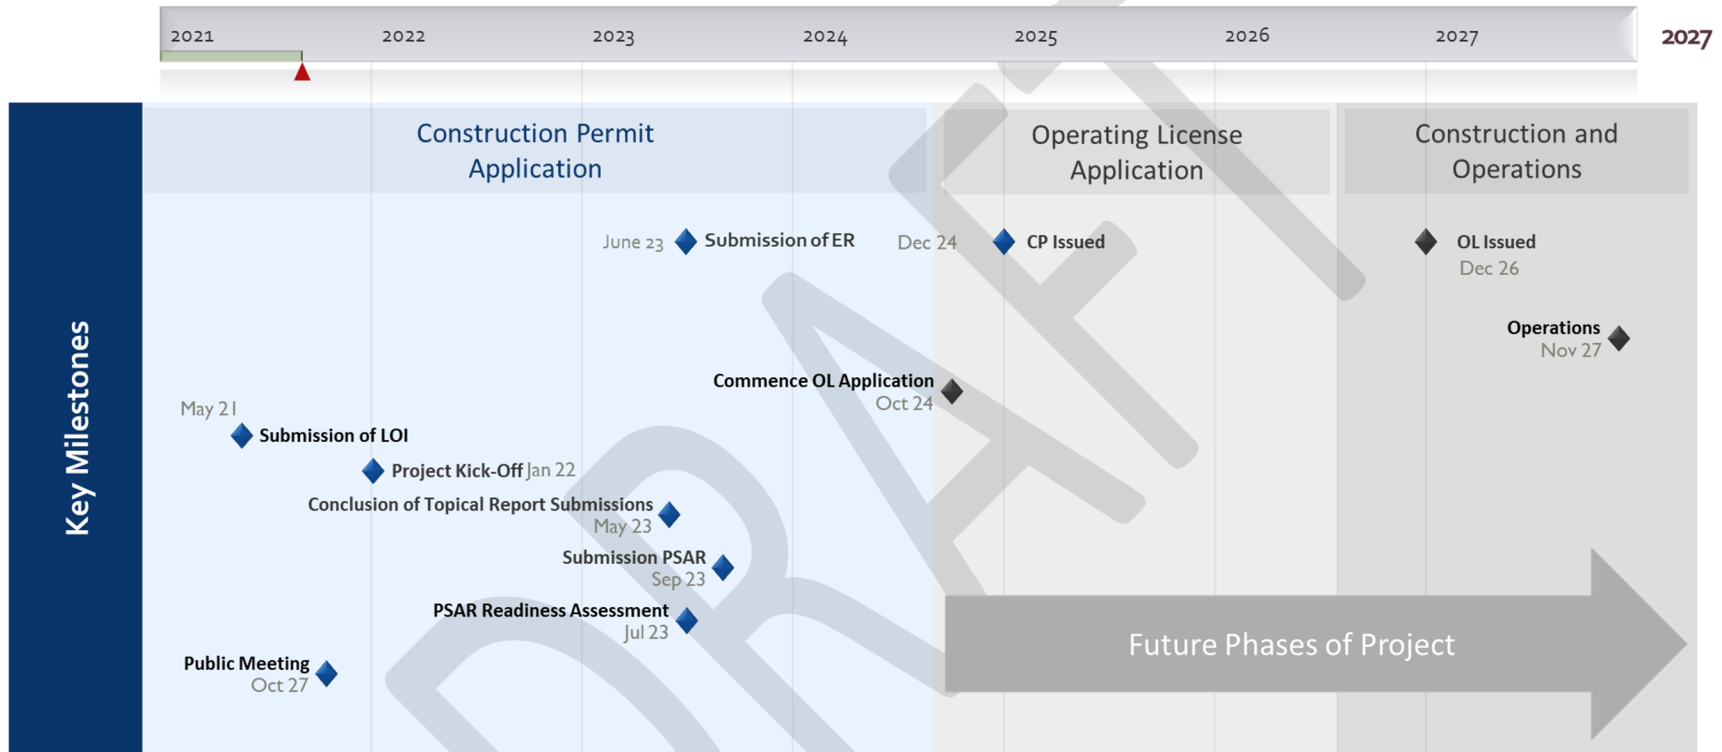 2021 2022 2023 2024 2025 2026 2027 2027
Key Milestones
Construction Permit
Application
Operating License
Application
Construction and
Operations
June 23 Submission of ER
Dec 24 CP Issued
OL Issued
Dec 26
Operations
Nov 27
Commence OL Application
Oct 24
May 21
Submission of LOI
Project Kick-Off Jan 22
Conclusion of Topical Report Submissions
May 23
Submission PSAR
Sep 23
PSAR Readiness Assessment
Jul 23
Public Meeting
Oct 27
Future Phases of Project
DRAFT